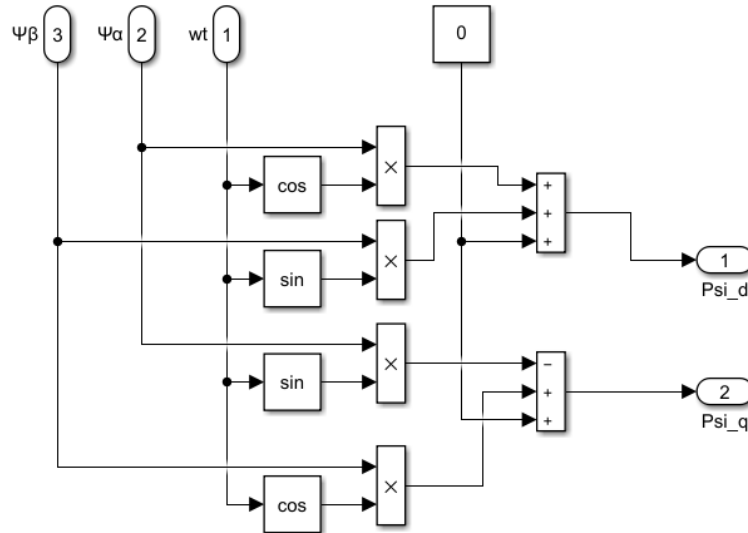 Ψβ 3 Ψα 2 wt 1 0
×
cos
+
+
+
×
sin
1
Psi_d
×
sin
−
+
+
2
Psi_q
×
cos